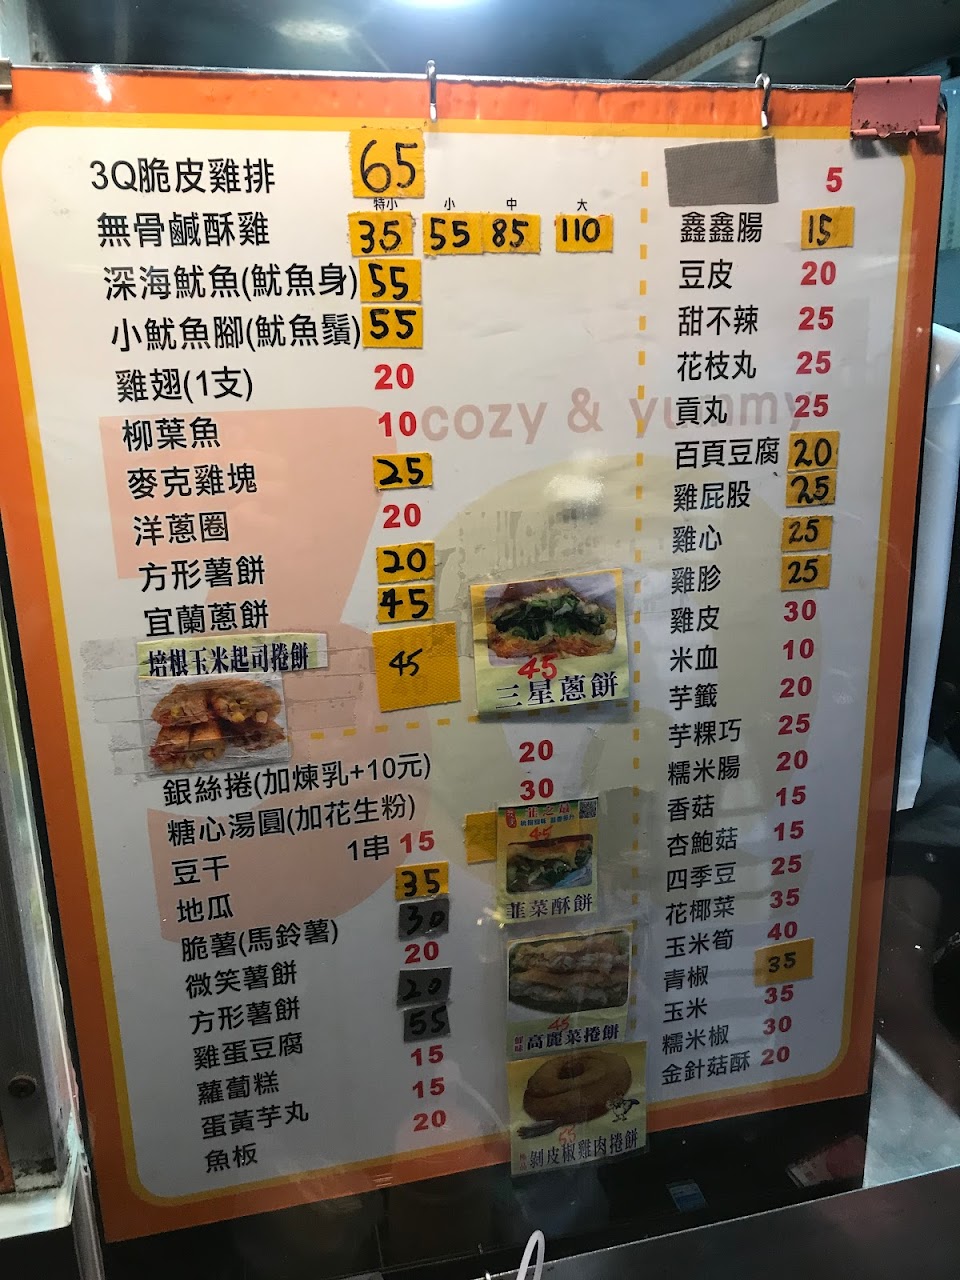 3Q脆皮雞排 65
特小 小 中 大
無骨鹹酥雞 35 55 85 110
深海魷魚(魷魚身) 55
小魷魚腳(魷魚鬚) 55
雞翅(1支) 20
柳葉魚 10
麥克雞塊 25
洋蔥圈 20
方形薯餅 20
宜蘭蔥餅 45
培根玉米起司捲餅 45
銀絲捲(加煉乳+10元) 20
糖心湯圓(加花生粉) 30
豆干 1串 15
地瓜 35
脆薯(馬鈴薯) 30
微笑薯餅 20
方形薯餅 20
雞蛋豆腐 55
蘿蔔糕 15
蛋黃芋丸 15
魚板 20
cozy & yummy
45
三星蔥餅
韭之最
45
韭菜酥餅
45
鮮味 高麗菜捲餅
55
剝皮椒雞肉捲餅
5
鑫鑫腸 15
豆皮 20
甜不辣 25
花枝丸 25
貢丸 25
百頁豆腐 20
雞屁股 25
雞心 25
雞胗 25
雞皮 30
米血 10
芋籤 20
芋粿巧 25
糯米腸 20
香菇 15
杏鮑菇 15
四季豆 25
花椰菜 35
玉米筍 40
青椒 35
玉米 35
糯米椒 30
金針菇酥 20